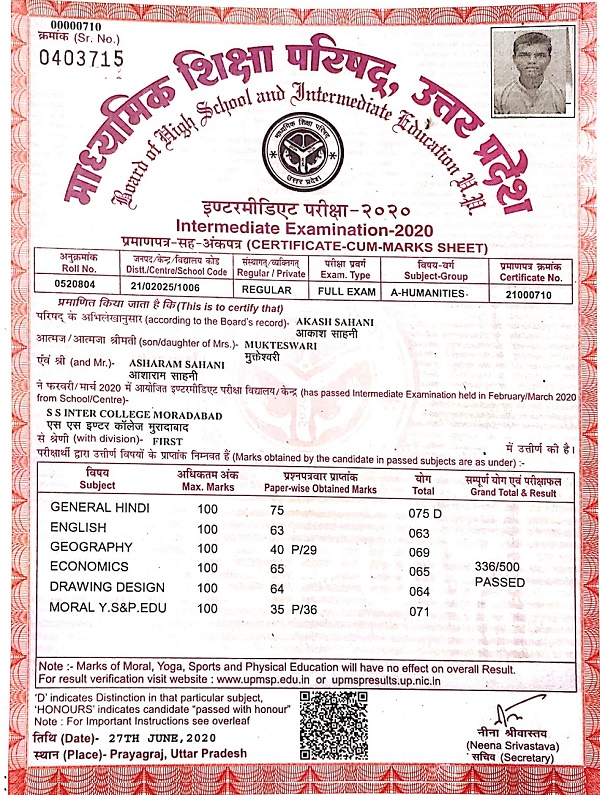 00000710
क्रमांक (Sr. No.)
0403715
माध्यमिक शिक्षा परिषद्, उत्तर प्रदेश
Board of High School and Intermediate Education U.P.
माध्यमिक शिक्षा परिषद
उत्तर प्रदेश
इण्टरमीडिएट परीक्षा-२०२०
Intermediate Examination-2020
प्रमाणपत्र-सह-अंकपत्र (CERTIFICATE-CUM-MARKS SHEET)
अनुक्रमांक जनपद/केन्द्र/विद्यालय कोड संस्थागत/व्यक्तिगत परीक्षा प्रवर्ग विषय-वर्ग प्रमाणपत्र क्रमांक
Roll No. Distt./Centre/School Code Regular / Private Exam. Type Subject-Group Certificate No.
0520804 21/02025/1006 REGULAR FULL EXAM A-HUMANITIES- 21000710
प्रमाणित किया जाता है कि(This is to certify that)
परिषद के अभिलेखानुसार (according to the Board's record)- AKASH SAHANI
आकाश साहनी
आत्मज/आत्मजा श्रीमती (son/daughter of Mrs.)- MUKTESWARI
मुक्तेश्वरी
एंवं श्री (and Mr.)- ASHARAM SAHANI
आशाराम साहनी
ने फरवरी/मार्च 2020 में आयोजित इण्टरमीडिएट परीक्षा विद्यालय/केन्द्र (has passed Intermediate Examination held in February/March 2020
from School/Centre)-
S S INTER COLLEGE MORADABAD
एस एस इण्टर कॉलेज मुरादाबाद
से श्रेणी (with division)- FIRST में उत्तीर्ण की है।
परीक्षार्थी द्वारा उत्तीर्ण विषयों के प्राप्तांक निम्नवत हैं (Marks obtained by the candidate in passed subjects are as under) :-
विषय अधिकतम अंक प्रश्नपत्रवार प्राप्तांक योग सम्पूर्ण योग एवं परीक्षाफल
Subject Max. Marks Paper-wise Obtained Marks Total Grand Total & Result
GENERAL HINDI 100 75 075 D
ENGLISH 100 63 063
GEOGRAPHY 100 40 P/29 069
ECONOMICS 100 65 065 336/500
DRAWING DESIGN 100 64 064 PASSED
MORAL Y.S&P.EDU 100 35 P/36 071
Note :- Marks of Moral, Yoga, Sports and Physical Education will have no effect on overall Result.
For result verification visit website : www.upmsp.edu.in or upmspresults.up.nic.in
'D' indicates Distinction in that particular subject,
'HONOURS' indicates candidate "passed with honour"
Note : For Important Instructions see overleaf
तिथि (Date)- 27TH JUNE, 2020
स्थान (Place)- Prayagraj, Uttar Pradesh
नीना श्रीवास्तव
(Neena Srivastava)
सचिव (Secretary)